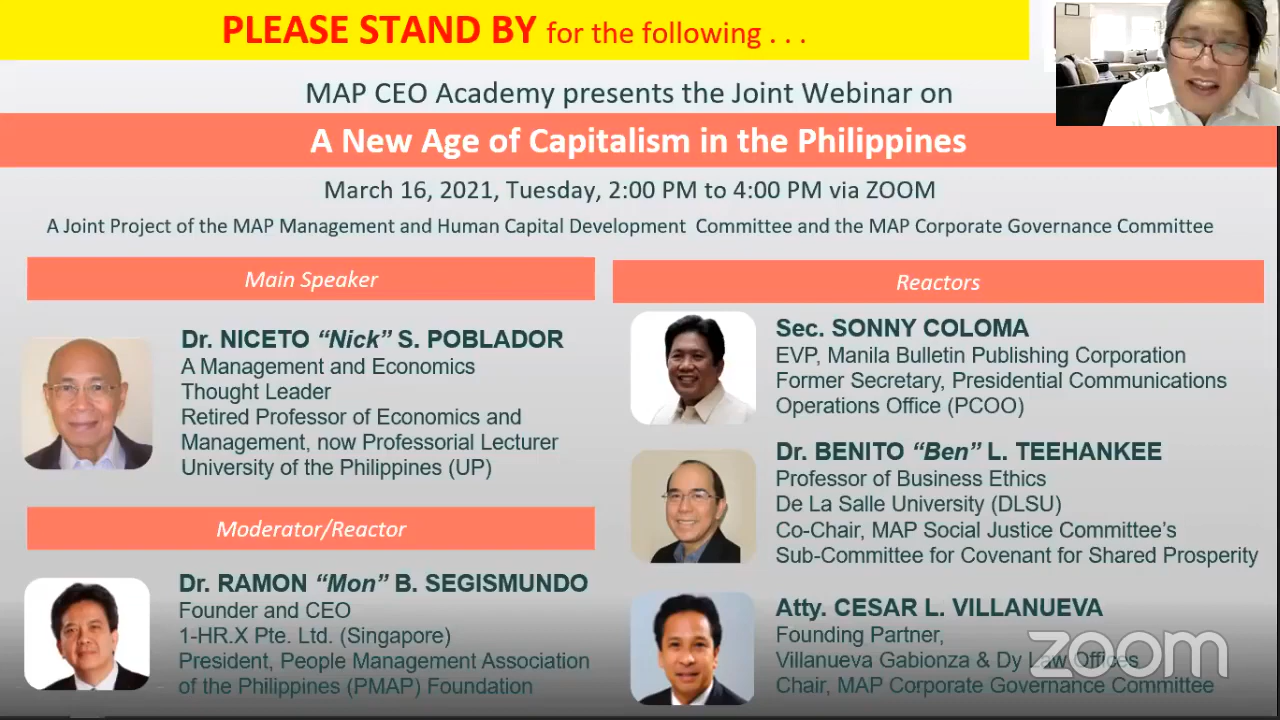 PLEASE STAND BY for the following . . .
MAP CEO Academy presents the Joint Webinar on
A New Age of Capitalism in the Philippines
March 16, 2021, Tuesday, 2:00 PM to 4:00 PM via ZOOM
A Joint Project of the MAP Management and Human Capital Development Committee and the MAP Corporate Governance Committee
Main Speaker
Dr. NICETO “Nick” S. POBLADOR
A Management and Economics
Thought Leader
Retired Professor of Economics and
Management, now Professorial Lecturer
University of the Philippines (UP)
Moderator/Reactor
Dr. RAMON “Mon” B. SEGISMUNDO
Founder and CEO
1-HR.X Pte. Ltd. (Singapore)
President, People Management Association
of the Philippines (PMAP) Foundation
Reactors
Sec. SONNY COLOMA
EVP, Manila Bulletin Publishing Corporation
Former Secretary, Presidential Communications
Operations Office (PCOO)
Dr. BENITO “Ben” L. TEEHANKEE
Professor of Business Ethics
De La Salle University (DLSU)
Co-Chair, MAP Social Justice Committee’s
Sub-Committee for Covenant for Shared Prosperity
Atty. CESAR L. VILLANUEVA
Founding Partner,
Villanueva Gabionza & Dy Law Offices
Chair, MAP Corporate Governance Committee
zoom